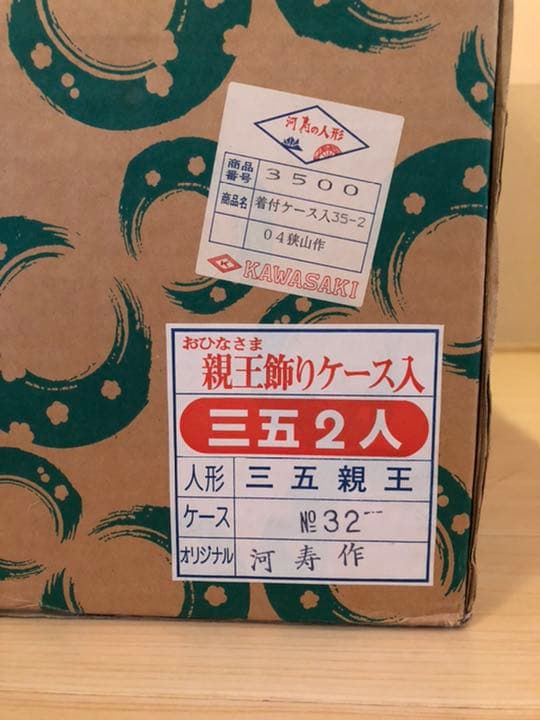 河寿の人形
商品番号 3500
商品名 着付ケース入35-2
04狭山作
K KAWASAKI
おひなさま
親王飾りケース入
三五2人
人形 三五親王
ケース №32
オリジナル 河寿作